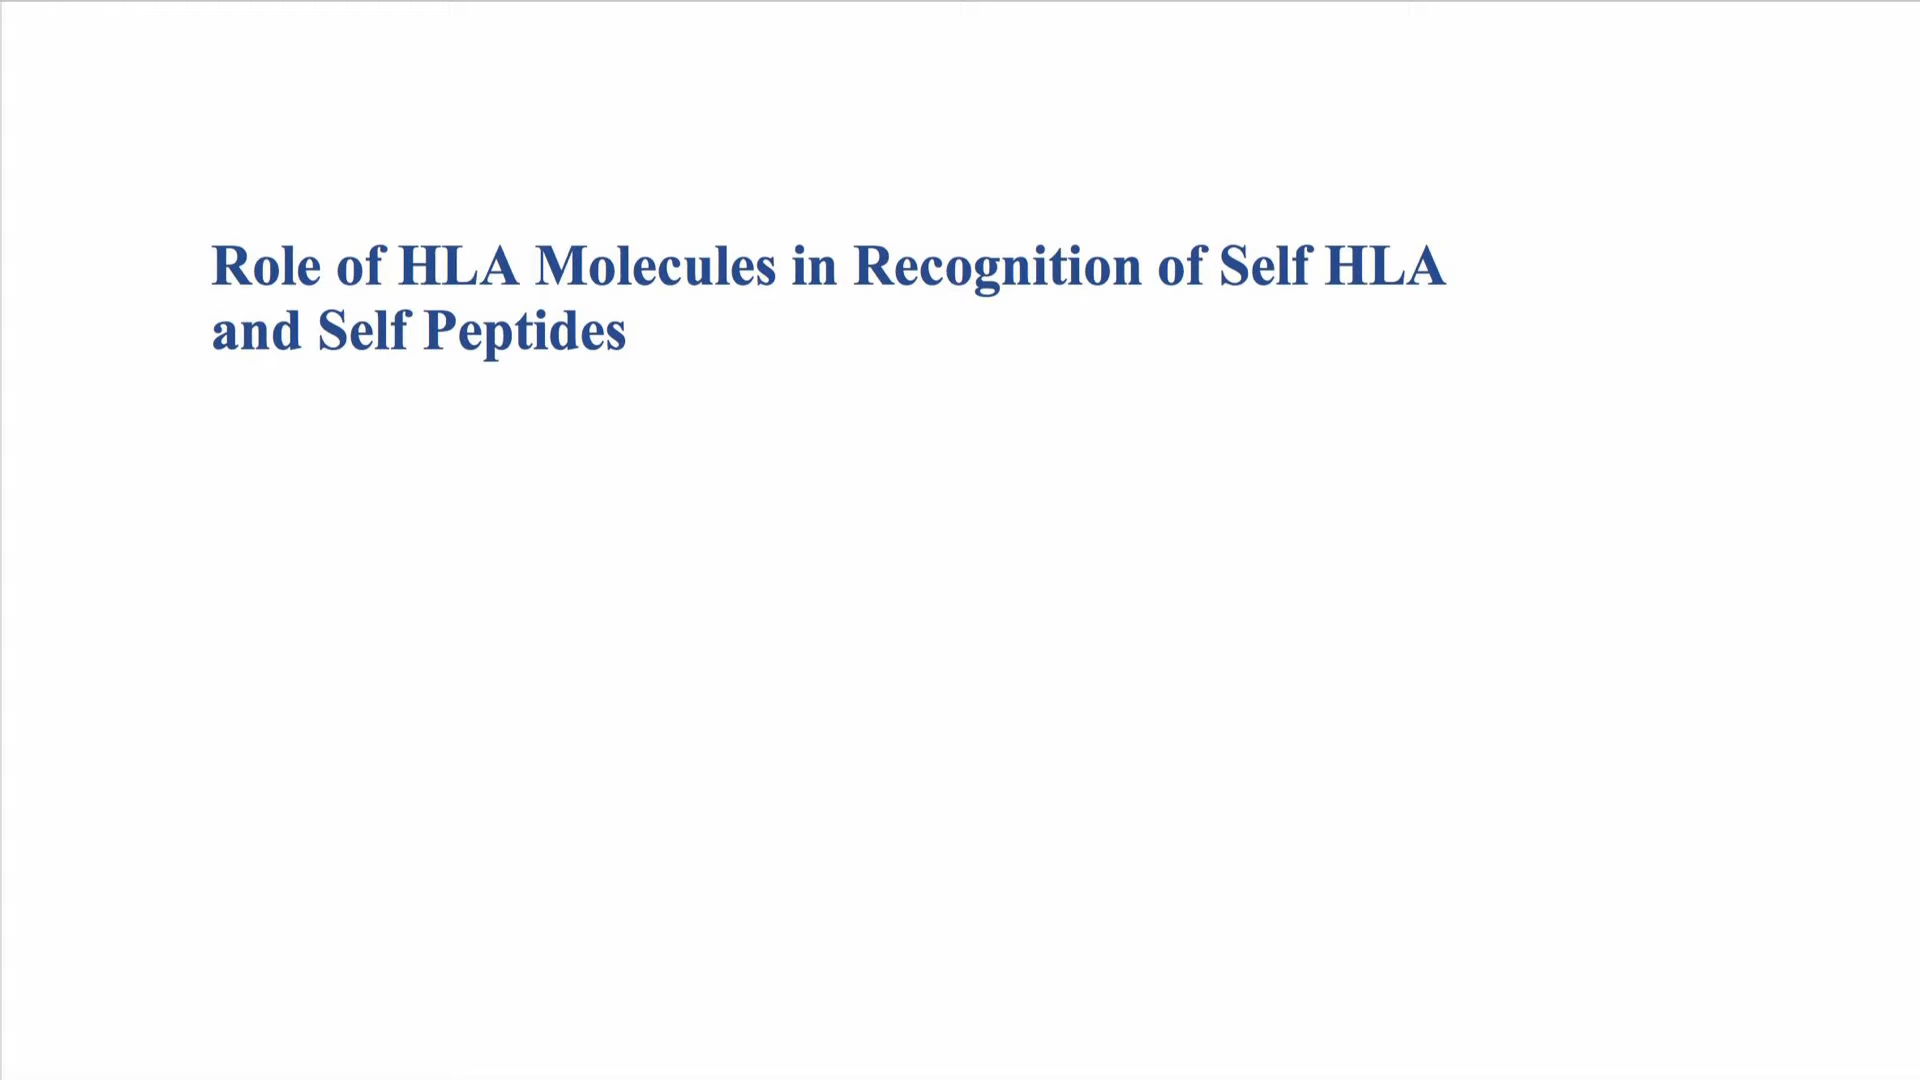 Role of HLA Molecules in Recognition of Self HLA
and Self Peptides